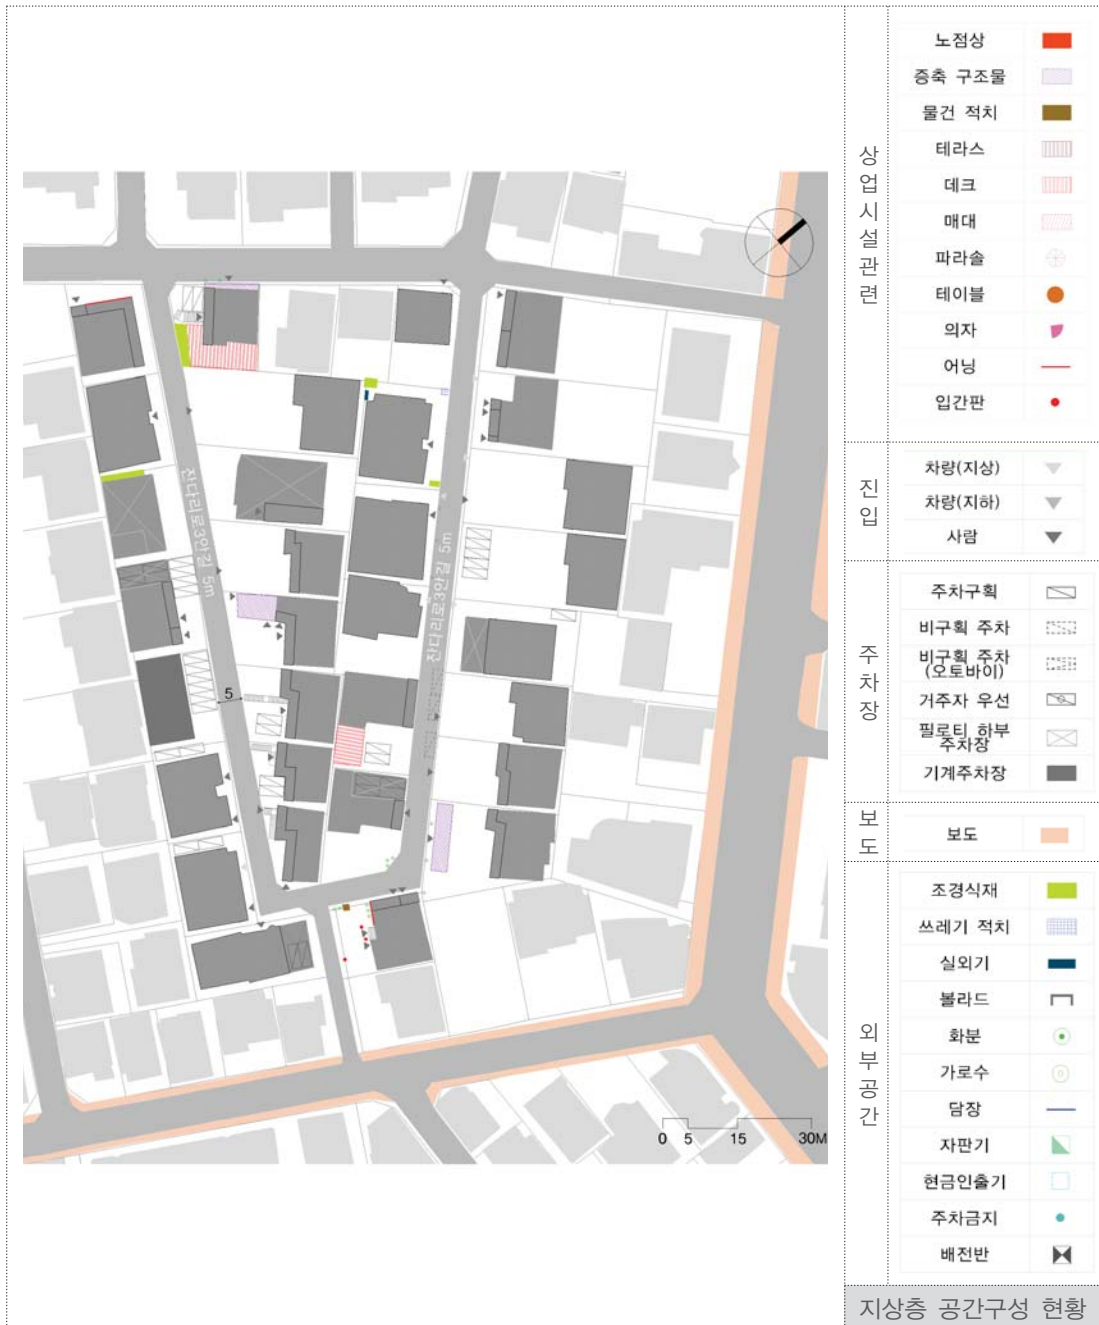 상업시설관련
노점상
증축 구조물
물건 적치
테라스
데크
매대
파라솔
테이블
의자
어닝
입간판
진입
차량(지상)
차량(지하)
사람
주차장
주차구획
비구획 주차
비구획 주차
(오토바이)
거주자 우선
필로티 하부
주차장
기계주차장
보도
보도
외부공간
조경식재
쓰레기 적치
실외기
볼라드
화분
가로수
담장
자판기
현금인출기
주차금지
배전반
지상층 공간구성 현황
잔다리로3안길 5m
잔다리로3안길 5m
5
0 5 15 30M